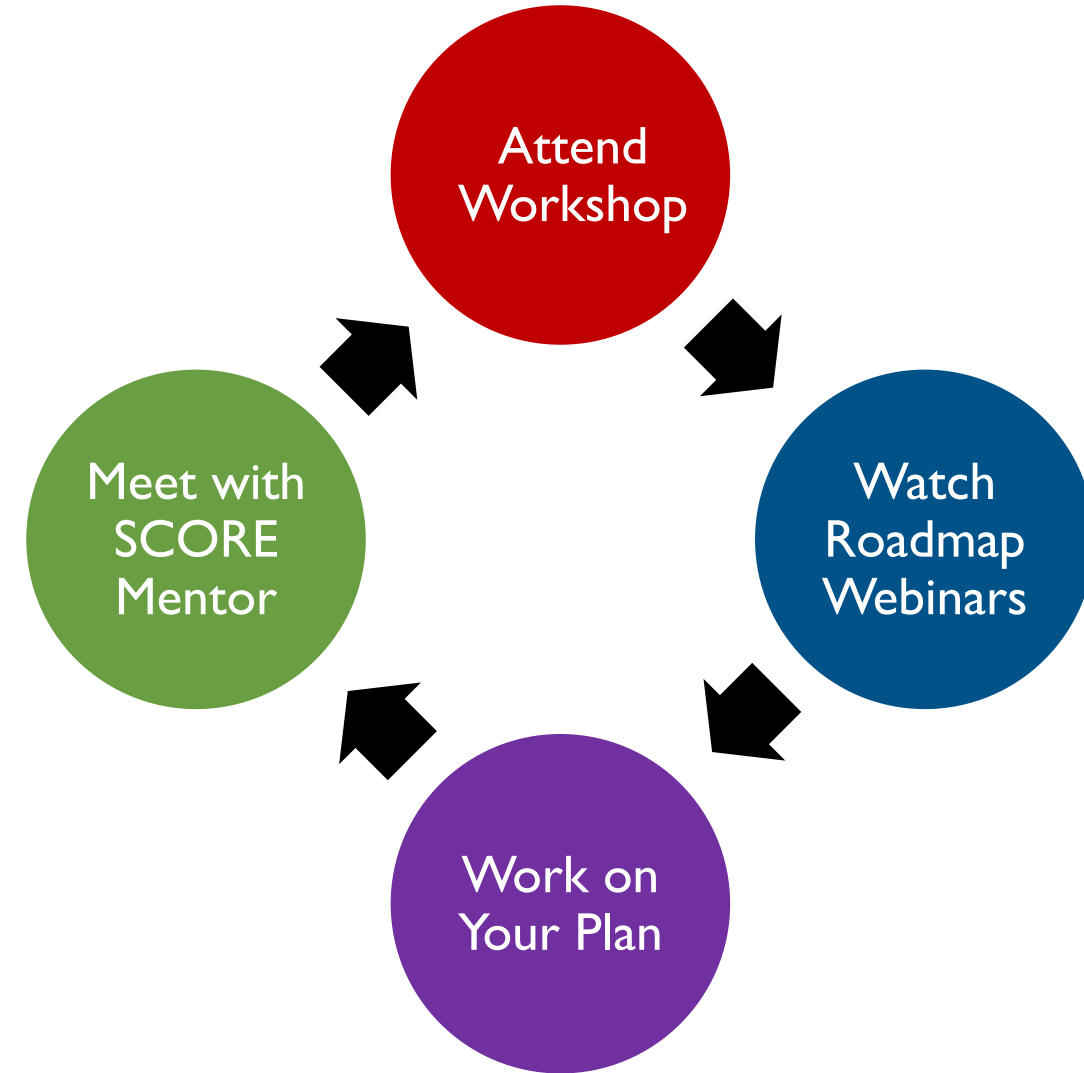 Attend
Workshop
Watch
Roadmap
Webinars
Work on
Your Plan
Meet with
SCORE
Mentor